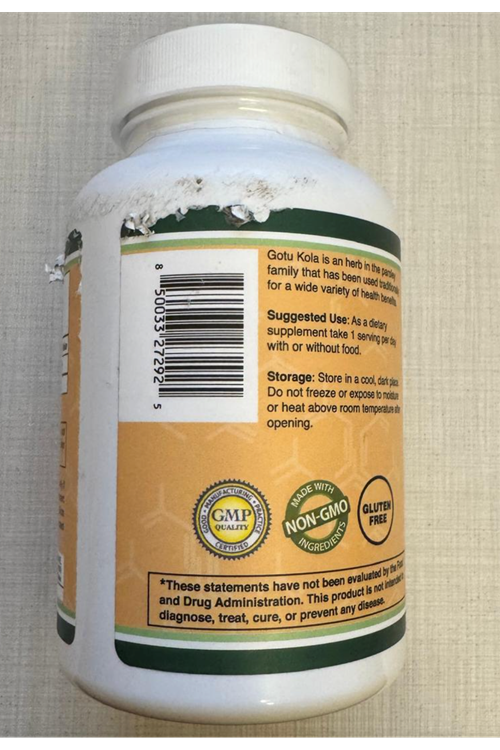 Gotu Kola is an herb in the parsley
family that has been used traditionally
for a wide variety of health benefits.
Suggested Use: As a dietary
supplement take 1 serving per day
with or without food.
Storage: Store in a cool, dark place.
Do not freeze or expose to moisture
or heat above room temperature after
opening.
8 50033 27292 5
GOOD • MANUFACTURING • PRACTICE
GMP
QUALITY
CERTIFIED
MADE WITH
NON-GMO
INGREDIENTS
GLUTEN
FREE
*These statements have not been evaluated by the Food
and Drug Administration. This product is not intended to
diagnose, treat, cure, or prevent any disease.